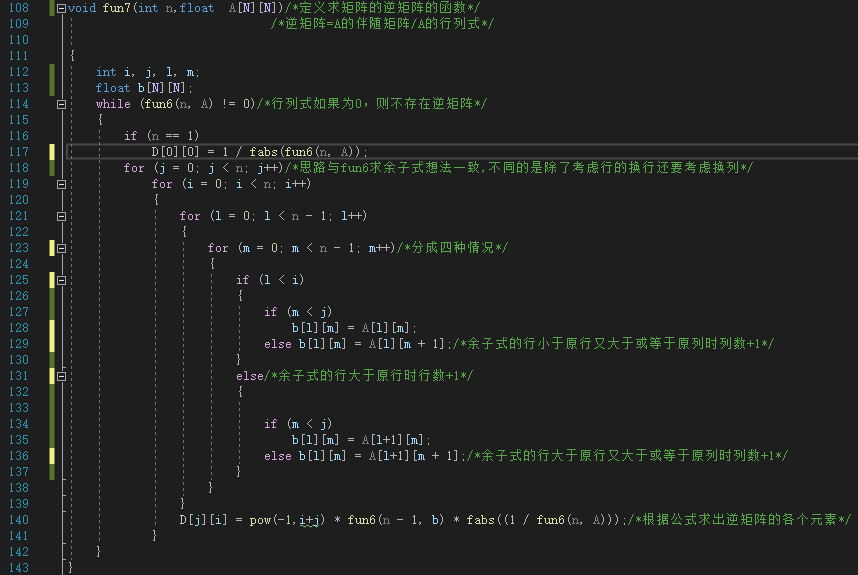 108 void fun7(int n,float  A[N][N])/*定义求矩阵的逆矩阵的函数*/
109 /*逆矩阵=A的伴随矩阵/A的行列式*/
110
111 {
112 int i, j, l, m;
113 float b[N][N];
114 while (fun6(n, A) != 0)/*行列式如果为0，则不存在逆矩阵*/
115 {
116 if (n == 1)
117 D[0][0] = 1 / fabs(fun6(n, A));
118 for (j = 0; j < n; j++)/*思路与fun6求余子式想法一致,不同的是除了考虑行的换行还要考虑换列*/
119 for (i = 0; i < n; i++)
120 {
121 for (l = 0; l < n - 1; l++)
122 {
123 for (m = 0; m < n - 1; m++)/*分成四种情况*/
124 {
125 if (l < i)
126 {
127 if (m < j)
128 b[l][m] = A[l][m];
129 else b[l][m] = A[l][m + 1];/*余子式的行小于原行又大于或等于原列时列数+1*/
130 }
131 else/*余子式的行大于原行时行数+1*/
132 {
133
134 if (m < j)
135 b[l][m] = A[l+1][m];
136 else b[l][m] = A[l+1][m + 1];/*余子式的行大于原行又大于或等于原列时列数+1*/
137 }
138 }
139 }
140 D[j][i] = pow(-1,i+j) * fun6(n - 1, b) * fabs((1 / fun6(n, A)));/*根据公式求出逆矩阵的各个元素*/
141 }
142 }
143 }